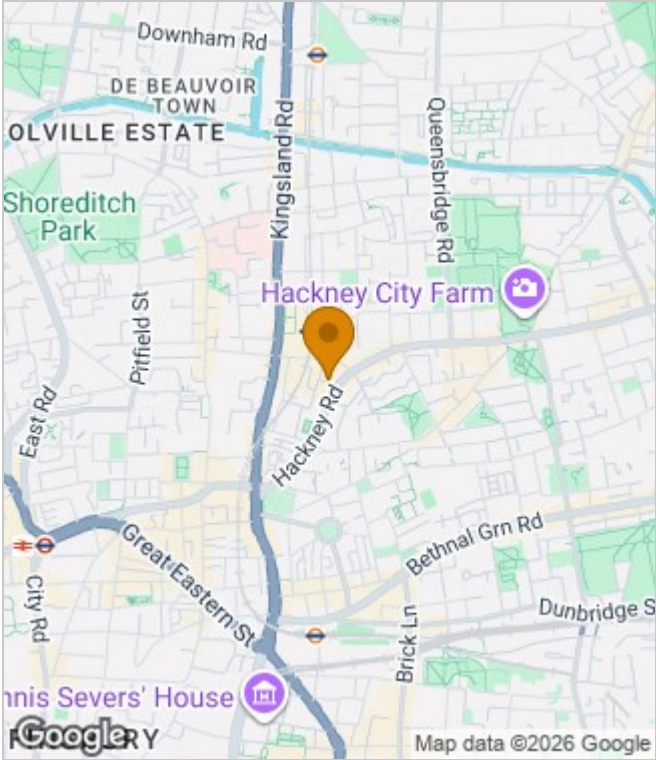 Downham Rd
DE BEAUVOIR
TOWN
OLVILLE ESTATE
Kingsland Rd
Queensbridge Rd
Shoreditch
Park
Hackney City Farm
Pitfield St
East Rd
Hackney Rd
Great Eastern St
Bethnal Grn Rd
City Rd
Dunbridge S
Brick Ln
nnis Severs' House
Google
RY
Map data ©2026 Google